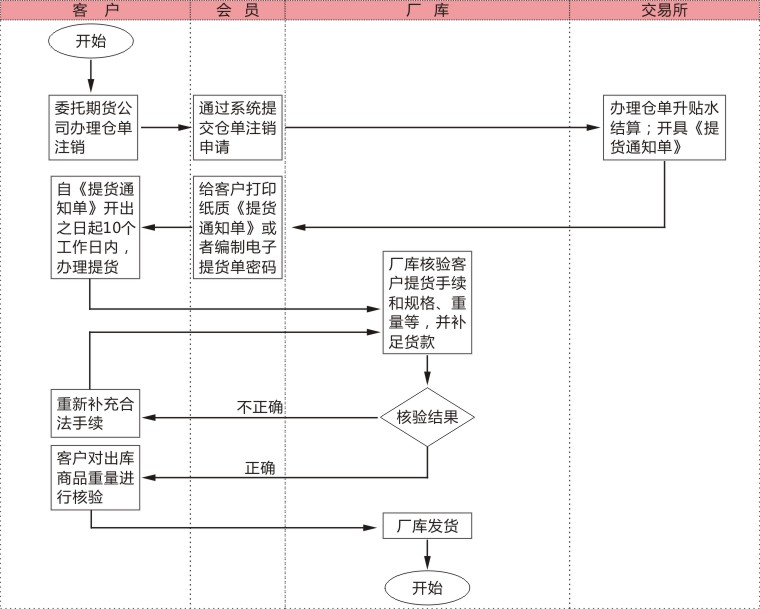 客 户
会 员
厂 库
交易所
开始
委托期货公
司办理仓单
注销
通过系统提
交仓单注销
申请
办理仓单升贴水
结算；开具《提
货通知单》
自《提货通
知单》开出
之日起10个
工作日内，
办理提货
给客户打印
纸质《提货
通知单》或
者编制电子
提货单密码
厂库核验客
户提货手续
和规格、重
量等，并补
足货款
重新补充合
法手续
不正确
核验结果
客户对出库
商品重量进
行核验
正确
厂库发货
开始